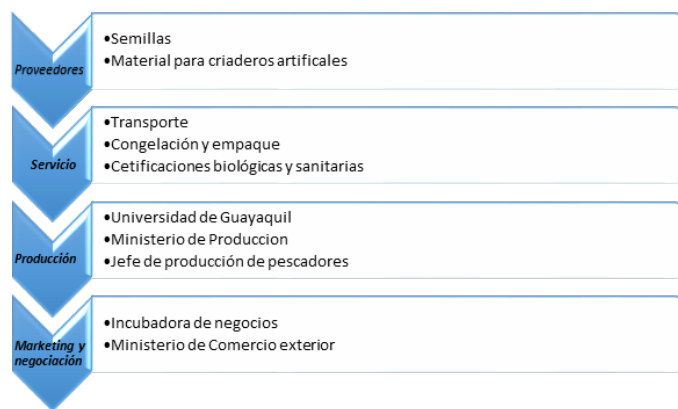 Proveedores
•Semillas
•Material para criaderos artificales
Servicio
•Transporte
•Congelación y empaque
•Cetificaciones biológicas y sanitarias
Producción
•Universidad de Guayaquil
•Ministerio de Produccion
•Jefe de producción de pescadores
Marketing y
negociación
•Incubadora de negocios
•Ministerio de Comercio exterior